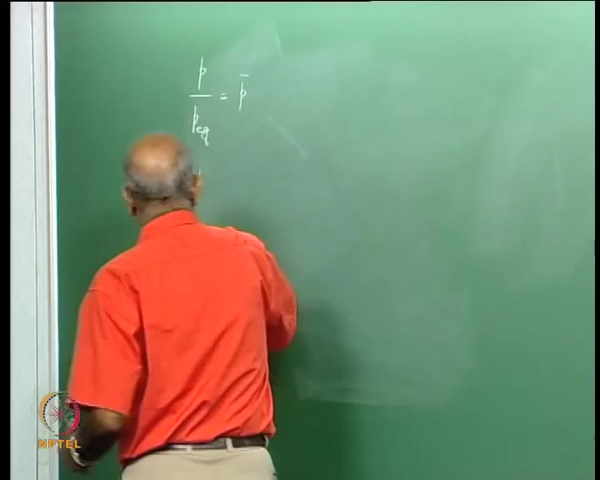 p/p_eq = p̄
NPTEL